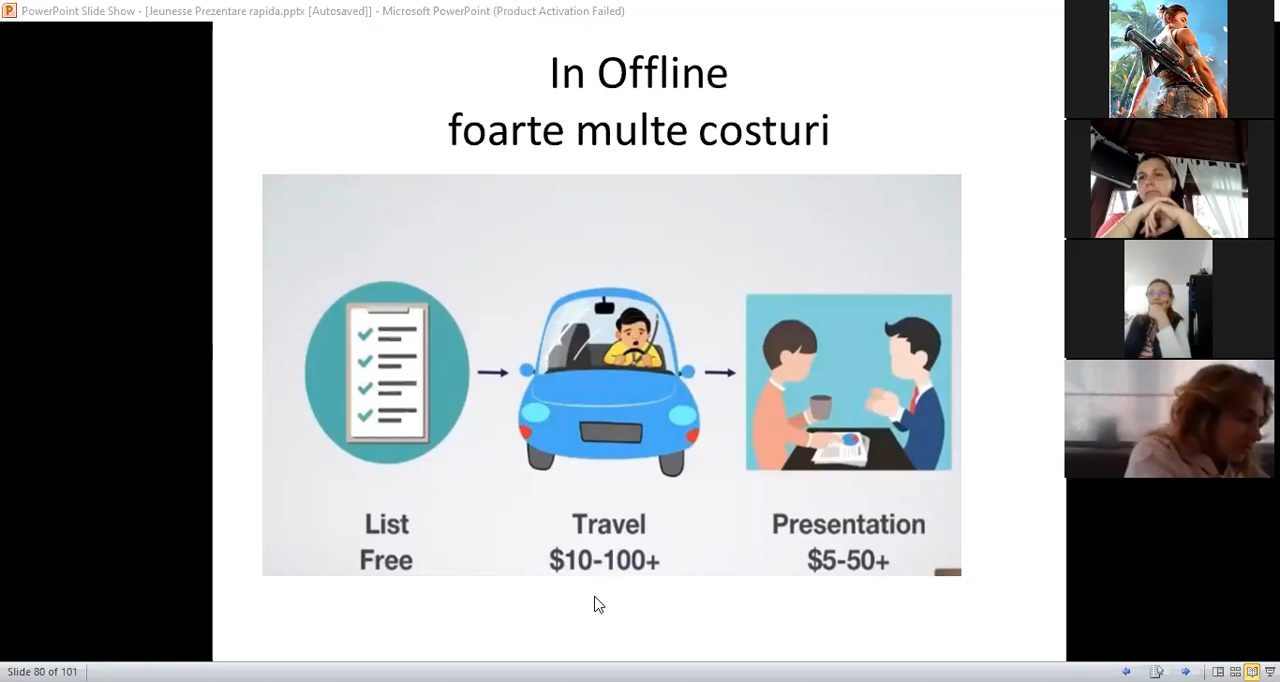 PowerPoint Slide Show - [Jeunesse Prezentare rapida.pptx [Autosaved]] - Microsoft PowerPoint (Product Activation Failed)
In Offline
foarte multe costuri
List
Free
Travel
$10-100+
Presentation
$5-50+
Slide 80 of 101